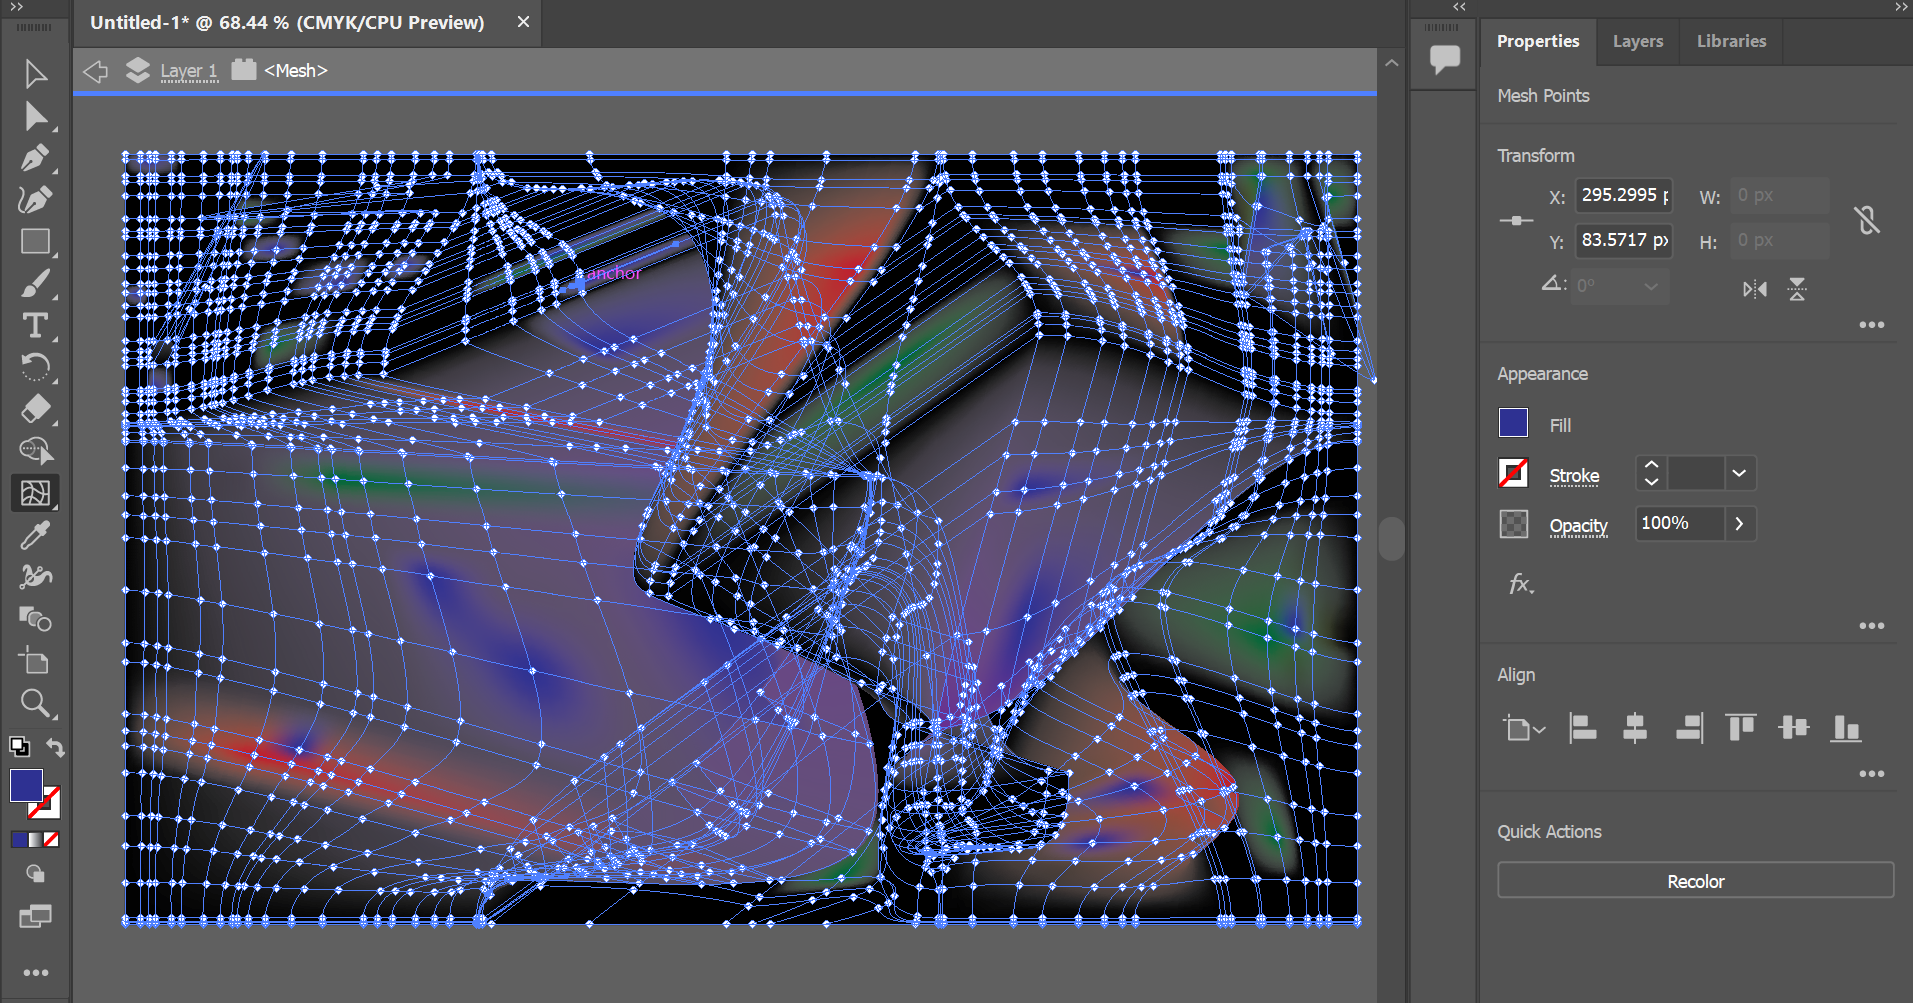 Untitled-1* @ 68.44 % (CMYK/CPU Preview)
Layer 1 <Mesh>
anchor
Properties Layers Libraries
Mesh Points
Transform
X: 295.2995 p W: 0 px
Y: 83.5717 px H: 0 px
0°
Appearance
Fill
Stroke
Opacity 100%
fx.
Align
Quick Actions
Recolor